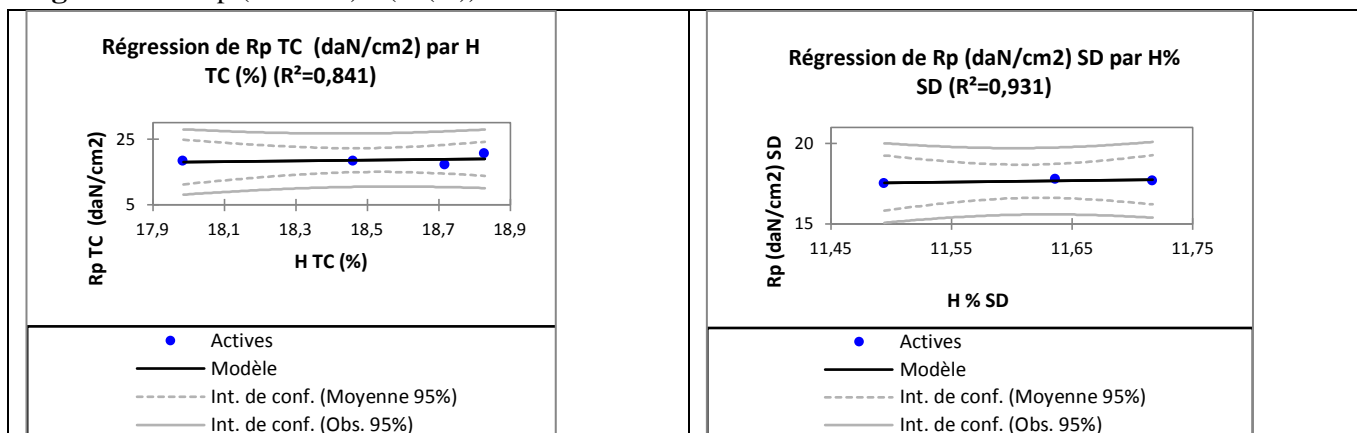 Régression de Rp TC (daN/cm2) par H
TC (%) (R²=0,841)
25
5
17,9 18,1 18,3 18,5 18,7 18,9
Rp TC (daN/cm2)
H TC (%)
Actives
Modèle
Int. de conf. (Moyenne 95%)
Int. de conf. (Obs. 95%)
Régression de Rp (daN/cm2) SD par H%
SD (R²=0,931)
20
15
11,45 11,55 11,65 11,75
Rp (daN/cm2) SD
H % SD
Actives
Modèle
Int. de conf. (Moyenne 95%)
Int. de conf. (Obs. 95%)